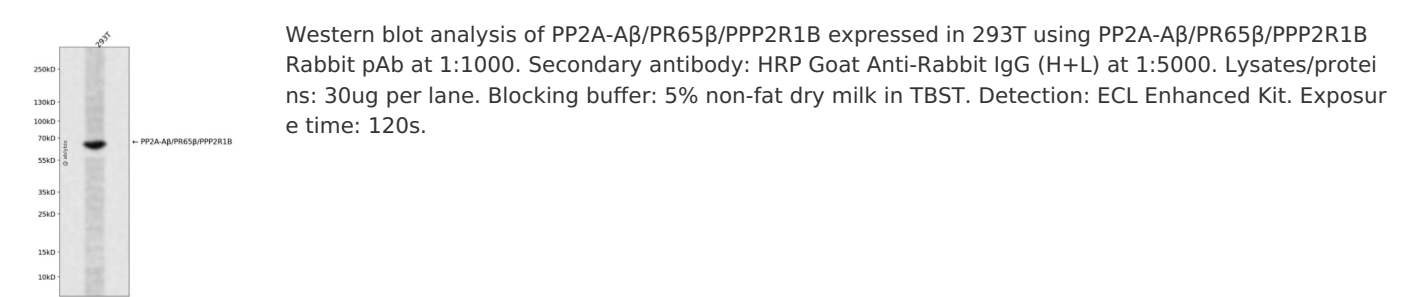 Western blot analysis of PP2A-Aβ/PR65β/PPP2R1B expressed in 293T using PP2A-Aβ/PR65β/PPP2R1B
Rabbit pAb at 1:1000. Secondary antibody: HRP Goat Anti-Rabbit IgG (H+L) at 1:5000. Lysates/protei
ns: 30ug per lane. Blocking buffer: 5% non-fat dry milk in TBST. Detection: ECL Enhanced Kit. Exposur
e time: 120s.
293T
250kD
130kD
100kD
70kD
← PP2A-Aβ/PR65β/PPP2R1B
55kD
35kD
25kD
15kD
10kD